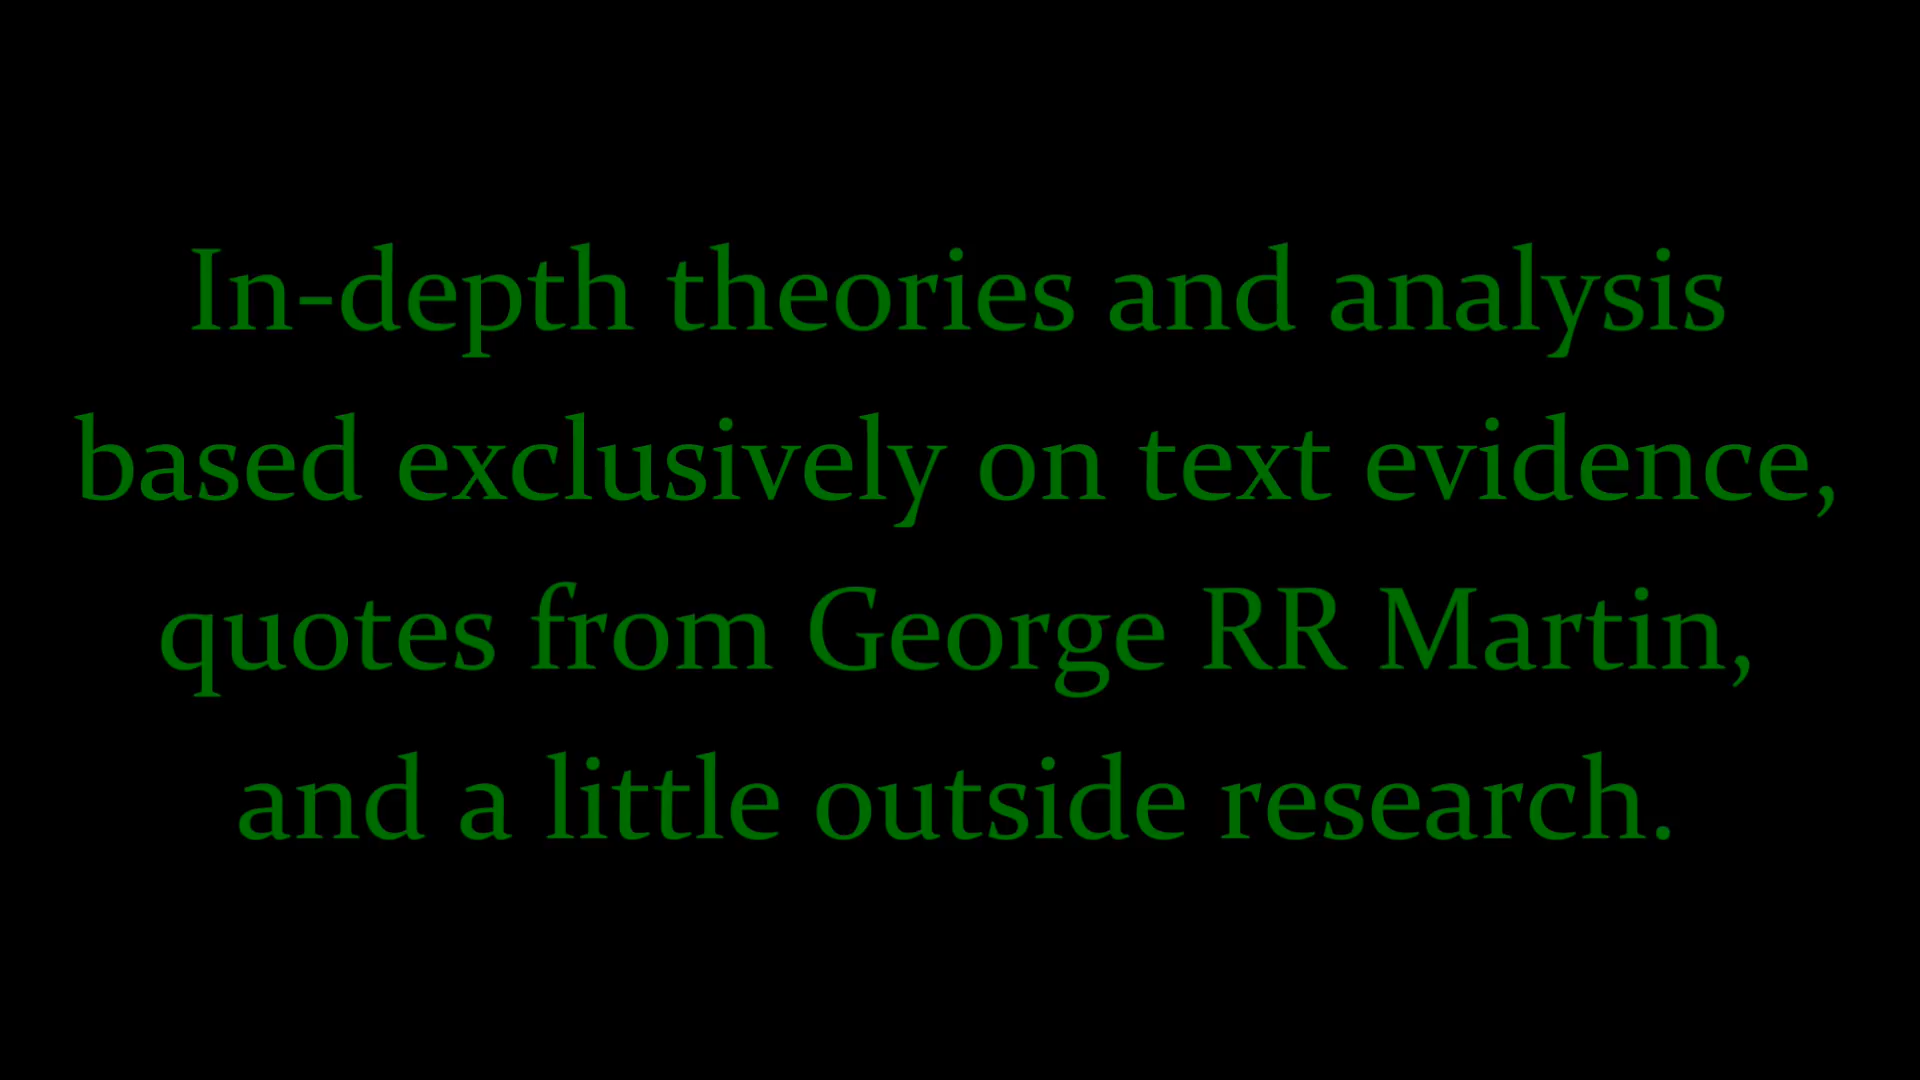 In-depth theories and analysis
based exclusively on text evidence,
quotes from George RR Martin,
and a little outside research.